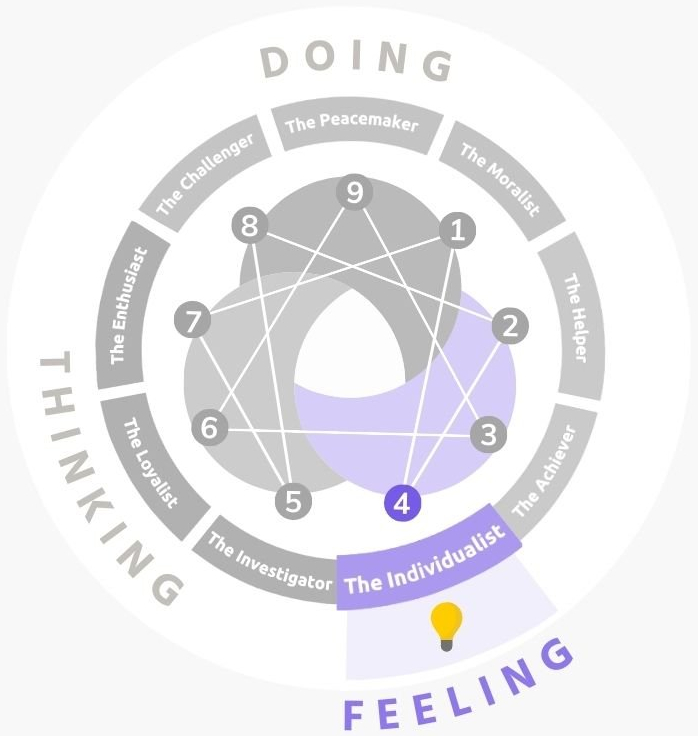 DOING
The Peacemaker
The Challenger
The Moralist
9
8
1
The Enthusiast
The Helper
7
2
THINKING
6
3
The Loyalist
The Achiever
5
4
The Investigator
The Individualist
FEELING